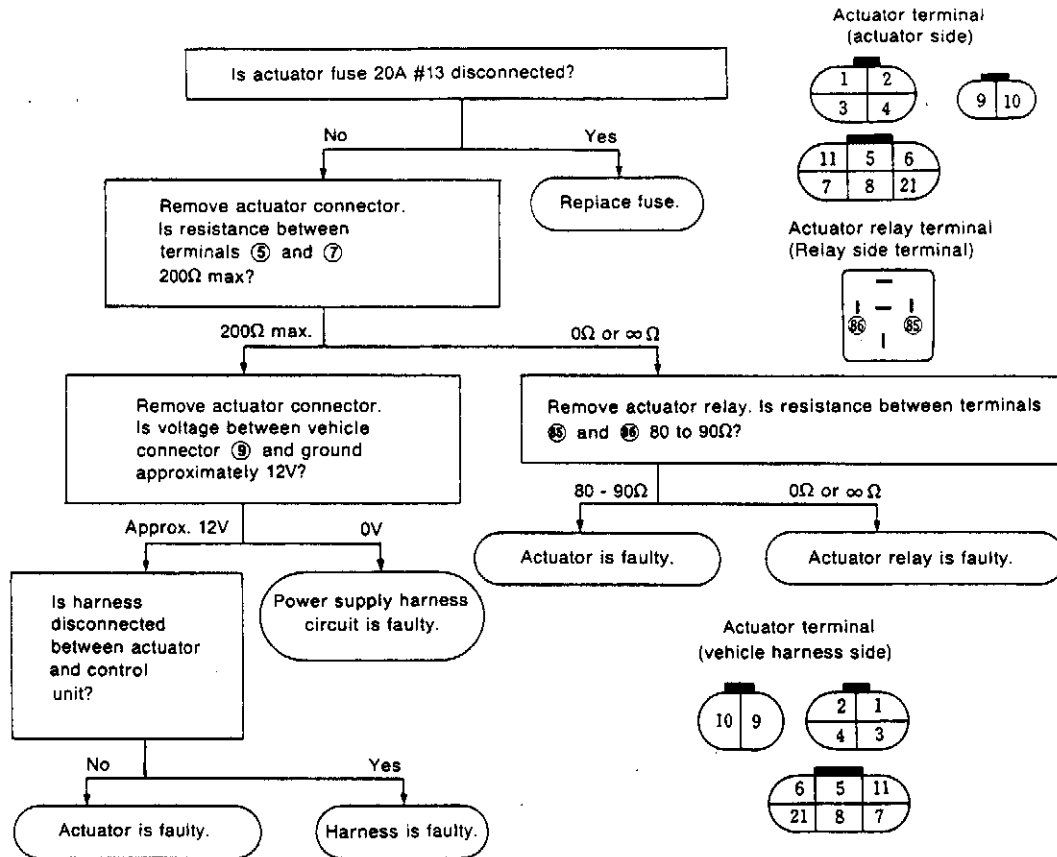 Actuator terminal
(actuator side)
Is actuator fuse 20A #13 disconnected?
1 2
3 4
9 10
No
Yes
11 5 6
7 8 21
Remove actuator connector.
Is resistance between
terminals ⑤ and ⑦
200Ω max?
Replace fuse.
Actuator relay terminal
(Relay side terminal)
86 85
200Ω max.
0Ω or ∞ Ω
Remove actuator connector.
Is voltage between vehicle
connector ⑨ and ground
approximately 12V?
Remove actuator relay. Is resistance between terminals
85 and 86 80 to 90Ω?
Approx. 12V
0V
80 - 90Ω
0Ω or ∞ Ω
Actuator is faulty.
Actuator relay is faulty.
Is harness
disconnected
between actuator
and control
unit?
Power supply harness
circuit is faulty.
Actuator terminal
(vehicle harness side)
10 9
2 1
4 3
No
Yes
6 5 11
21 8 7
Actuator is faulty.
Harness is faulty.